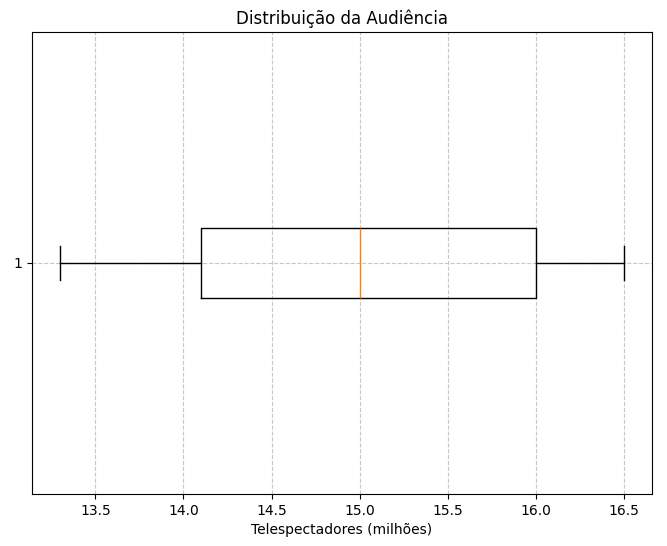 Distribuição da Audiência
1
13.5 14.0 14.5 15.0 15.5 16.0 16.5
Telespectadores (milhões)